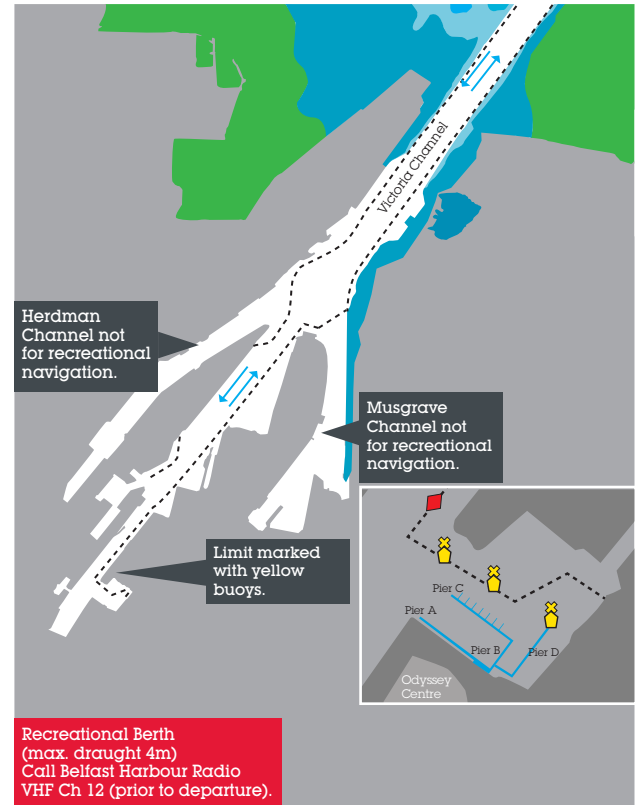 Victoria Channel
Herdman
Channel not
for recreational
navigation.
Musgrave
Channel not
for recreational
navigation.
Limit marked
with yellow
buoys.
Pier C
Pier A
Pier B
Pier D
Odyssey
Centre
Recreational Berth
(max. draught 4m)
Call Belfast Harbour Radio
VHF Ch 12 (prior to departure).